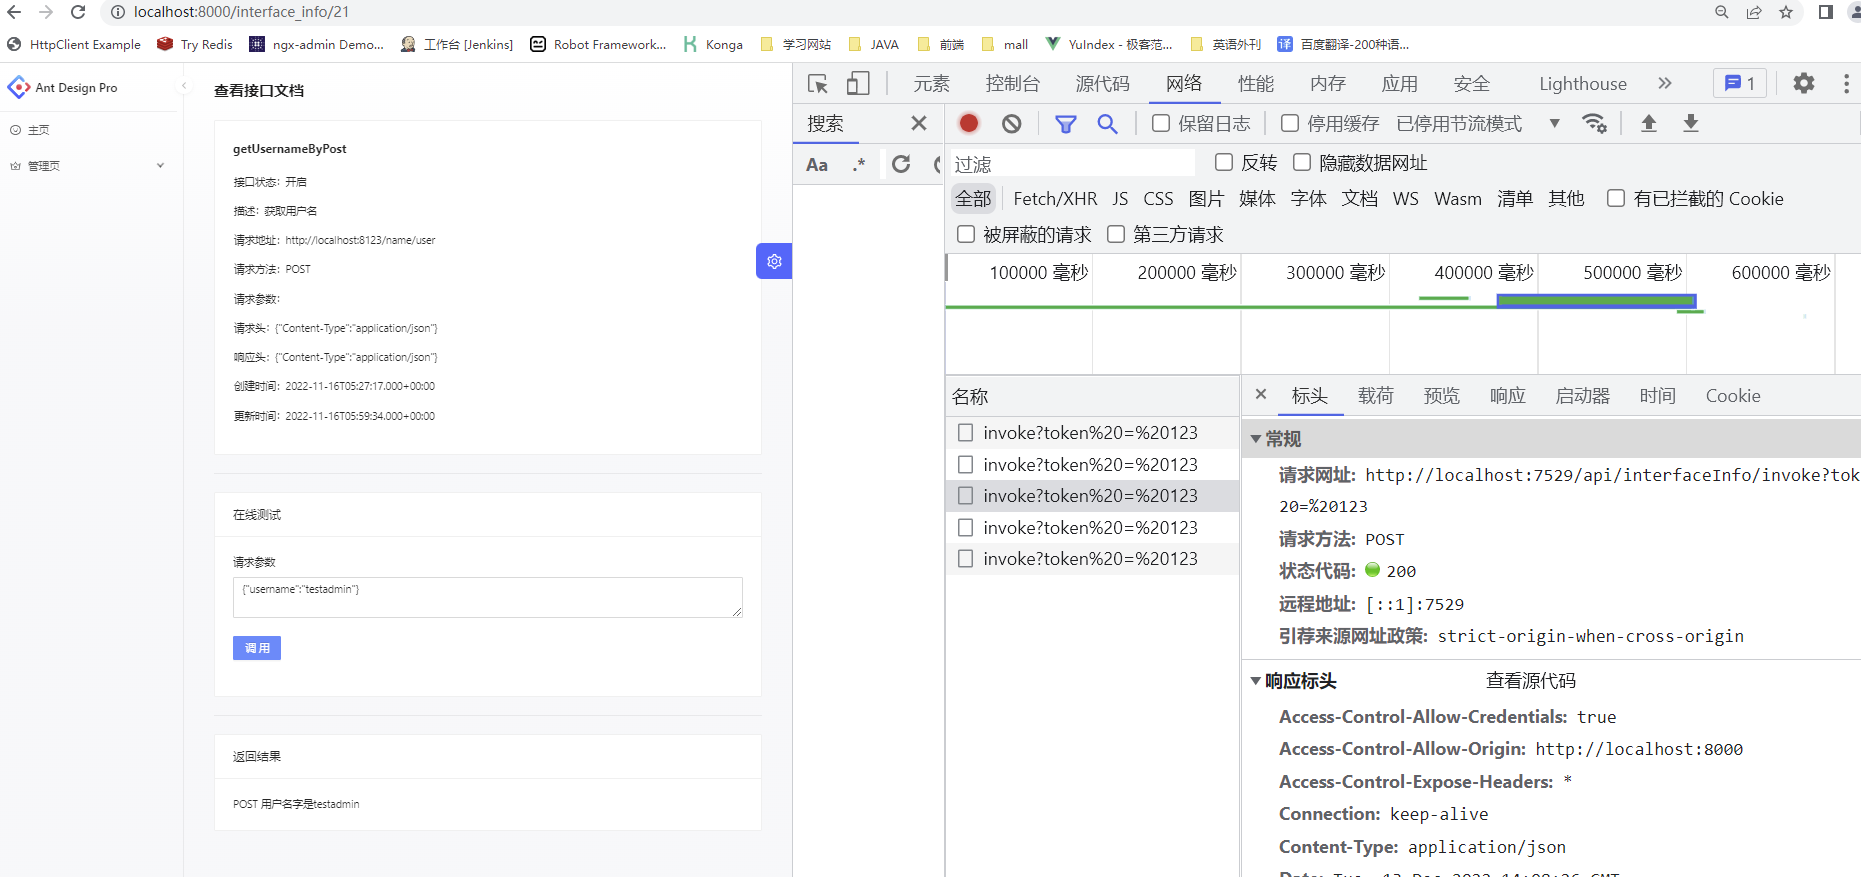 localhost:8000/interface_info/21
HttpClient Example Try Redis ngx-admin Demo... 工作台 [Jenkins] Robot Framework... Konga 学习网站 JAVA 前端 mall YuIndex - 极客范... 英语外刊 译 百度翻译-200种语...
Ant Design Pro
主页
管理页
查看接口文档
getUsernameByPost
接口状态：开启
描述：获取用户名
请求地址：http://localhost:8123/name/user
请求方法：POST
请求参数：
请求头：{"Content-Type":"application/json"}
响应头：{"Content-Type":"application/json"}
创建时间：2022-11-16T05:27:17.000+00:00
更新时间：2022-11-16T05:59:34.000+00:00
在线测试
请求参数
{"username":"testadmin"}
调 用
返回结果
POST 用户名字是testadmin
元素 控制台 源代码 网络 性能 内存 应用 安全 Lighthouse » 1
搜索
Aa .*
保留日志 停用缓存 已停用节流模式
过滤 反转 隐藏数据网址
全部 Fetch/XHR JS CSS 图片 媒体 字体 文档 WS Wasm 清单 其他 有已拦截的 Cookie
被屏蔽的请求 第三方请求
100000 毫秒 200000 毫秒 300000 毫秒 400000 毫秒 500000 毫秒 600000 毫秒
名称
invoke?token%20=%20123
invoke?token%20=%20123
invoke?token%20=%20123
invoke?token%20=%20123
invoke?token%20=%20123
标头 载荷 预览 响应 启动器 时间 Cookie
常规
请求网址: http://localhost:7529/api/interfaceInfo/invoke?tok
20=%20123
请求方法: POST
状态代码: 200
远程地址: [::1]:7529
引荐来源网址政策: strict-origin-when-cross-origin
响应标头 查看源代码
Access-Control-Allow-Credentials: true
Access-Control-Allow-Origin: http://localhost:8000
Access-Control-Expose-Headers: *
Connection: keep-alive
Content-Type: application/json
Date: Tue, 13 Dec 2022 14:08:26 GMT